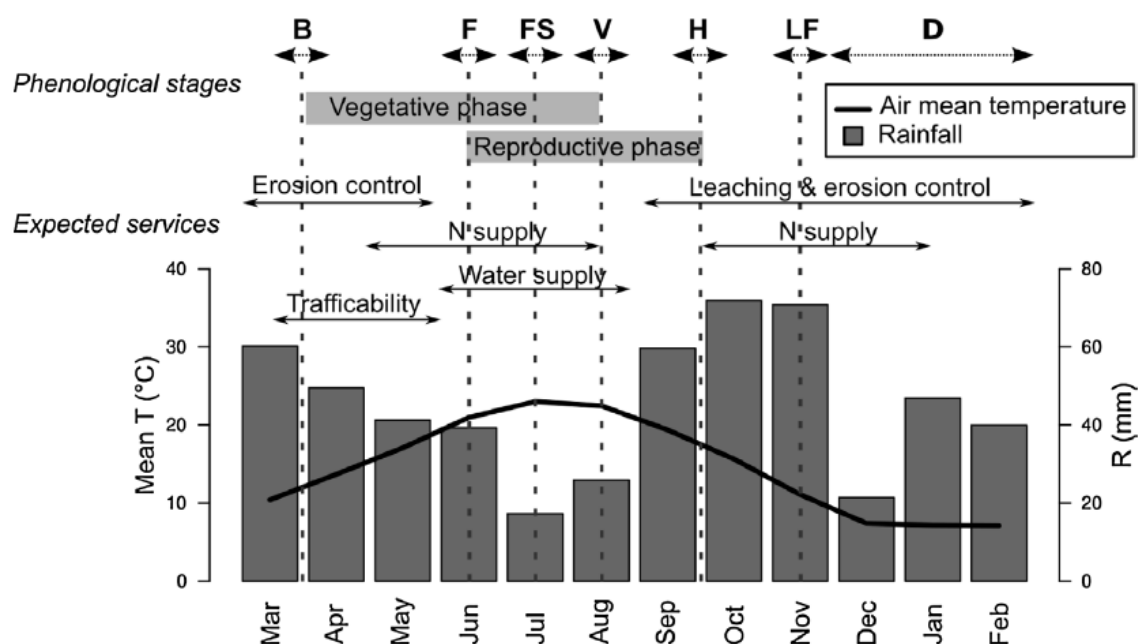 B F FS V H LF D
Phenological stages
Vegetative phase
Reproductive phase
Air mean temperature
Rainfall
Erosion control
Leaching & erosion control
Expected services
N supply
N supply
Water supply
Trafficability
Mean T (°C)
40
30
20
10
0
R (mm)
80
60
40
20
0
Mar Apr May Jun Jul Aug Sep Oct Nov Dec Jan Feb